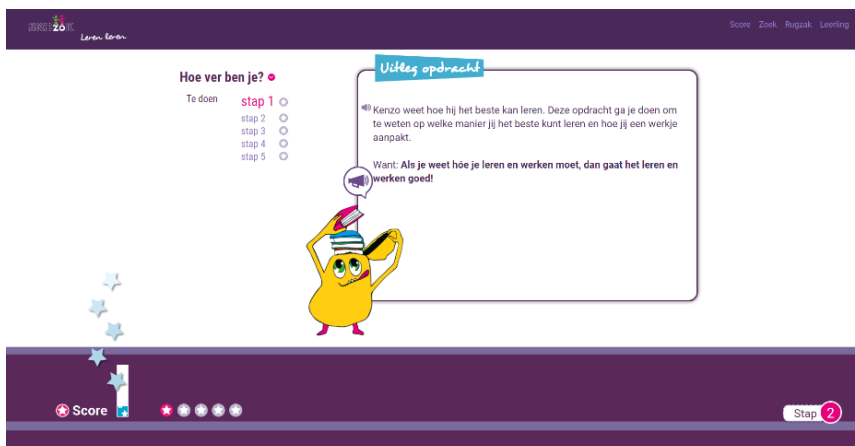 Leren leren
Score Zoek Rugzak Leerling
Hoe ver ben je?
Te doen
stap 1
stap 2
stap 3
stap 4
stap 5
Uitleg opdracht
Kenzo weet hoe hij het beste kan leren. Deze opdracht ga je doen om
te weten op welke manier jij het beste kunt leren en hoe jij een werkje
aanpakt.
Want: Als je weet hóe je leren en werken moet, dan gaat het leren en
werken goed!
Score
Stap 2